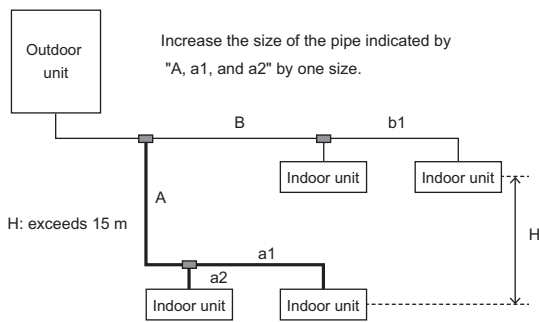 Outdoor
unit
Increase the size of the pipe indicated by
"A, a1, and a2" by one size.
B
b1
Indoor unit
Indoor unit
A
H: exceeds 15 m
H
a1
a2
Indoor unit
Indoor unit